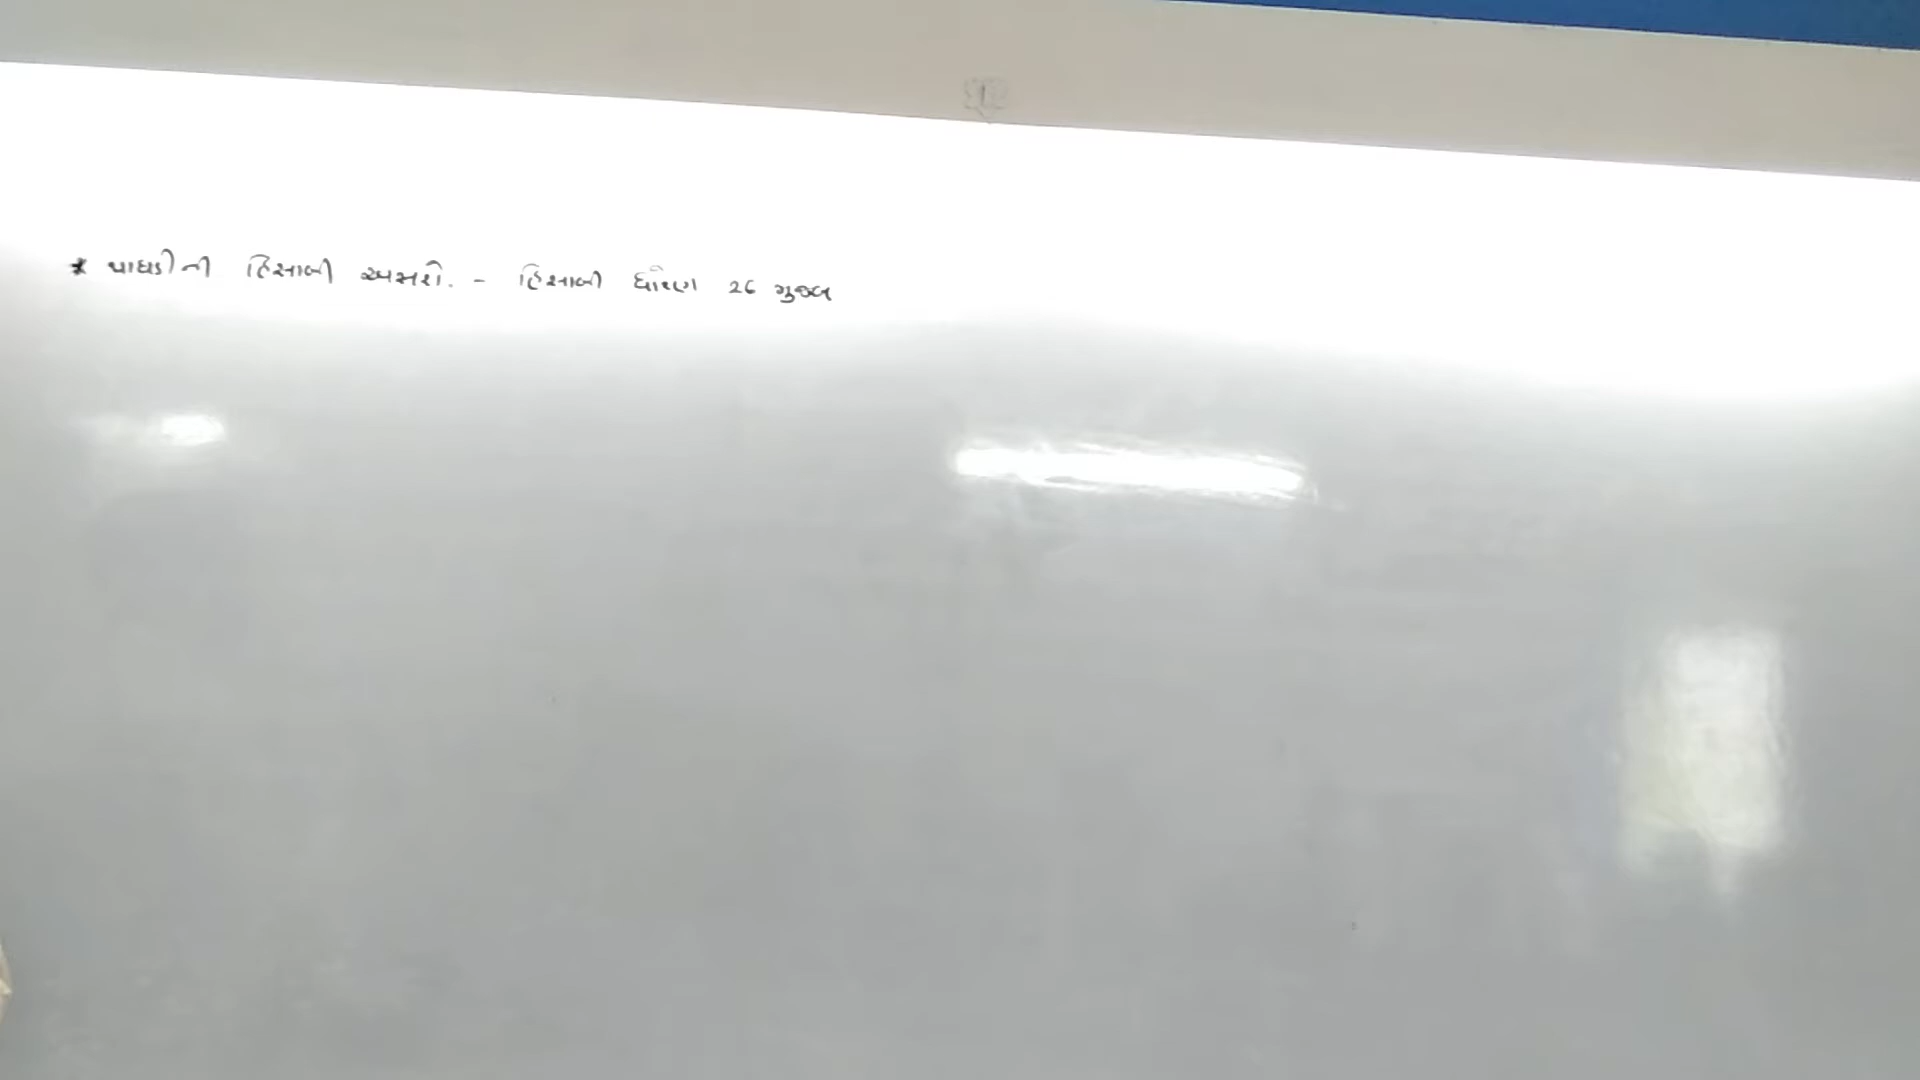 * પાઘડીની હિસાબી અસરો. - હિસાબી ધોરણ 26 મુજબ